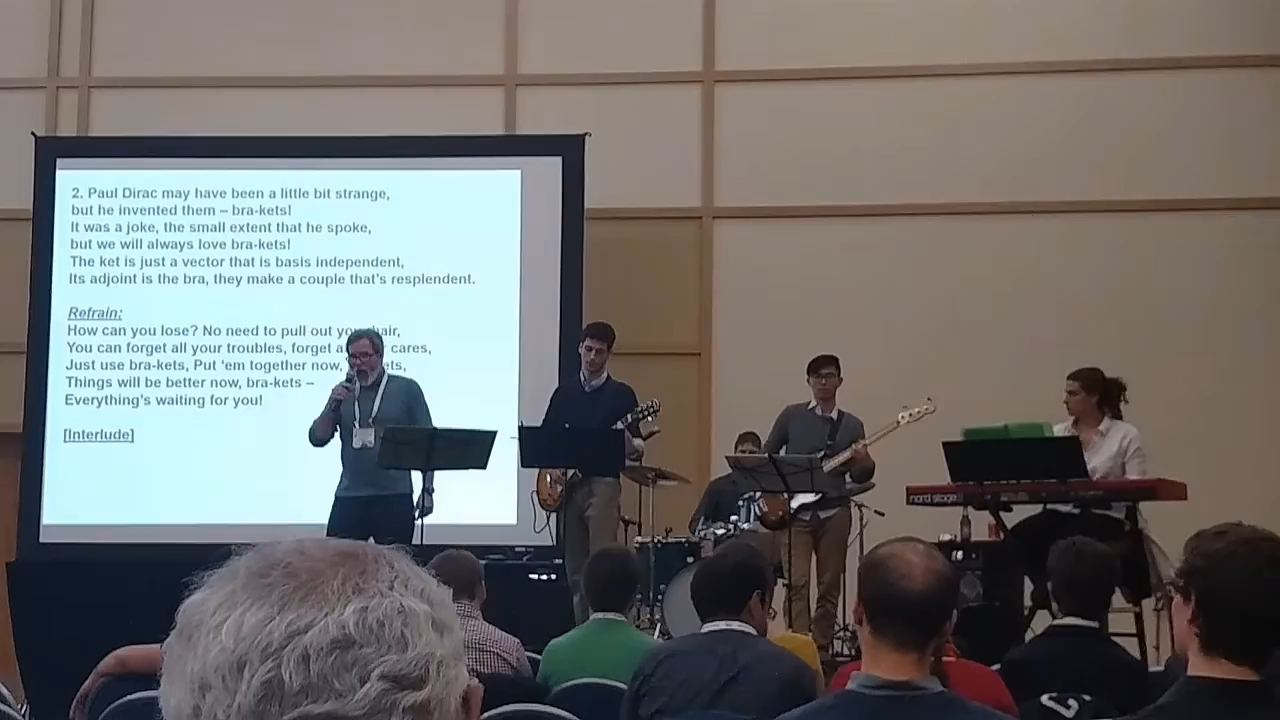 2. Paul Dirac may have been a little bit strange,
but he invented them – bra-kets!
It was a joke, the small extent that he spoke,
but we will always love bra-kets!
The ket is just a vector that is basis independent,
Its adjoint is the bra, they make a couple that's resplendent.
Refrain:
How can you lose? No need to pull out hair,
You can forget all your troubles, forget cares,
Just use bra-kets, Put 'em together now,
Things will be better now, bra-kets –
Everything's waiting for you!
[Interlude]
nord stage